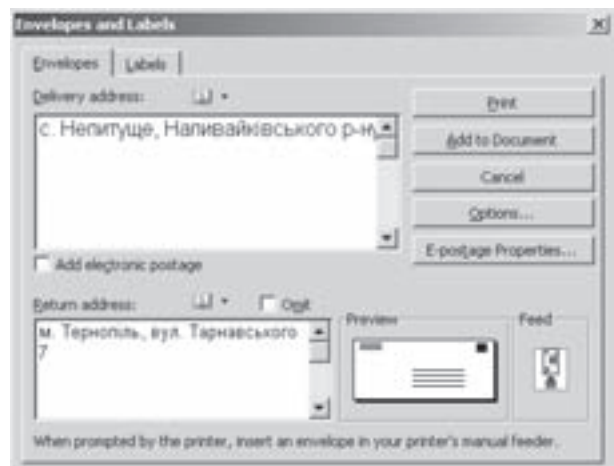 Envelopes and Labels
Envelopes Labels
Delivery address:
с. Непитуще, Наливайківського р-ну
Print
Add to Document
Cancel
Options...
E-postage Properties...
Add electronic postage
Return address:
Omit
м. Тернопіль, вул. Тарнавського
7
Preview
Feed
When prompted by the printer, insert an envelope in your printer's manual feeder.